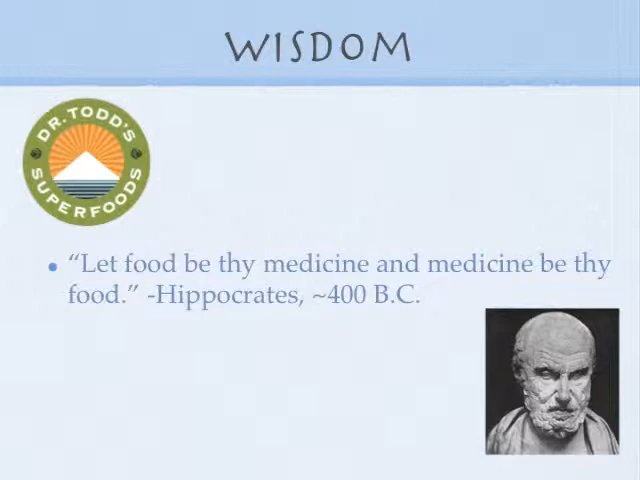 WISDOM
DR. TODD'S
SUPERFOODS
• “Let food be thy medicine and medicine be thy
food.” -Hippocrates, ~400 B.C.